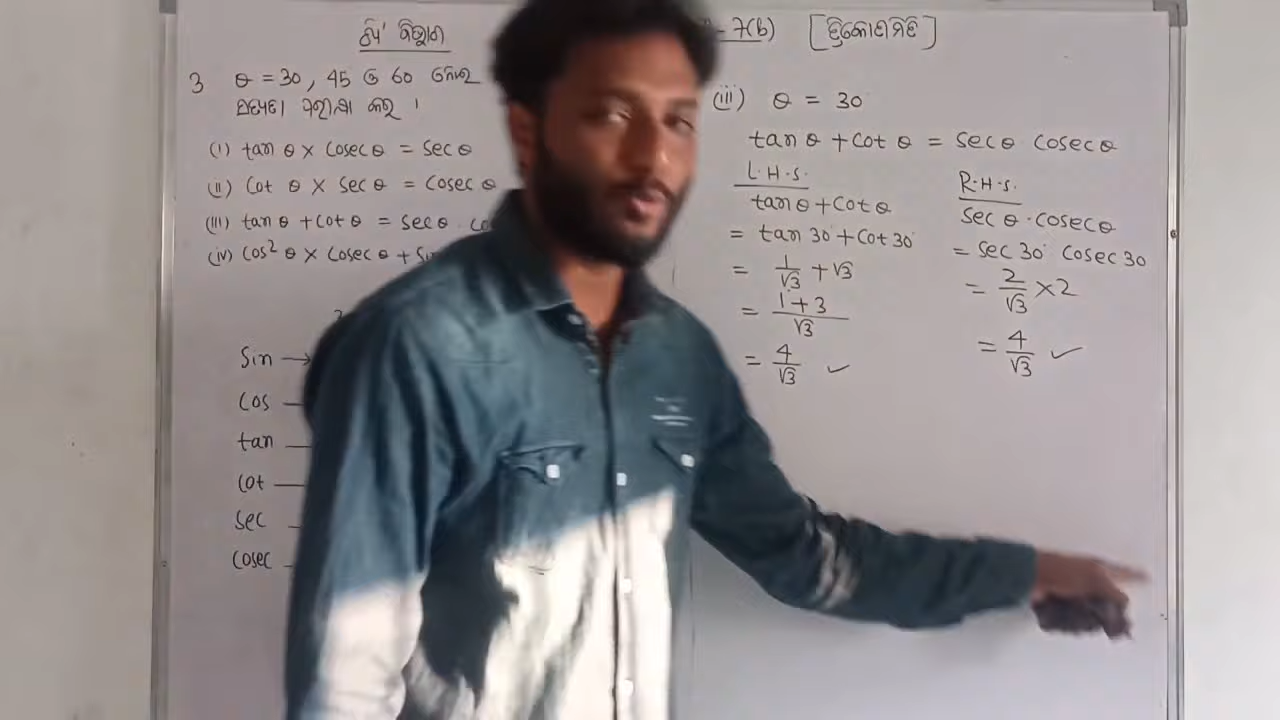 ଟିପ୍ପ' ଲିଖୁନ
- 7(b) [ତ୍ରିକୋଣମିତି]
3 θ = 30, 45 ଓ 60 ନେଇ
ପରୀକ୍ଷା କର ।
(i) tan θ × cosec θ = sec θ
(ii) cot θ × sec θ = cosec θ
(iii) tan θ + cot θ = sec θ . co
(iv) cos² θ × cosec θ + Si
Sin →
cos
tan
cot
sec
cosec
(iii) θ = 30°
tan θ + cot θ = sec θ cosec θ
L.H.S.
tan θ + cot θ
= tan 30° + cot 30°
= 1/√3 + √3
= 1+3/√3
= 4/√3 ✓
R.H.S.
sec θ . cosec θ
= sec 30° cosec 30
= 2/√3 × 2
= 4/√3 ✓